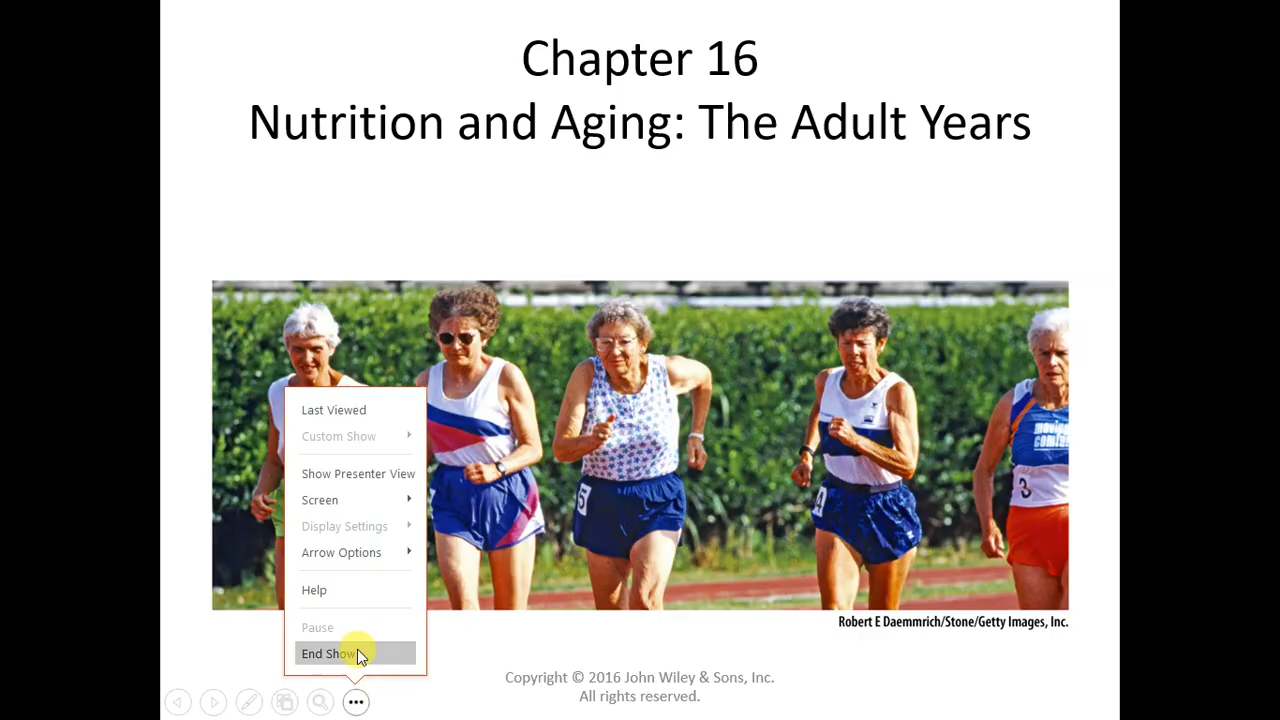 Chapter 16
Nutrition and Aging: The Adult Years
Last Viewed
Custom Show
Show Presenter View
Screen
Display Settings
Arrow Options
Help
Pause
End Show
5
4
3
moving
comfort
Robert E Daemmrich/Stone/Getty Images, Inc.
Copyright © 2016 John Wiley & Sons, Inc.
All rights reserved.